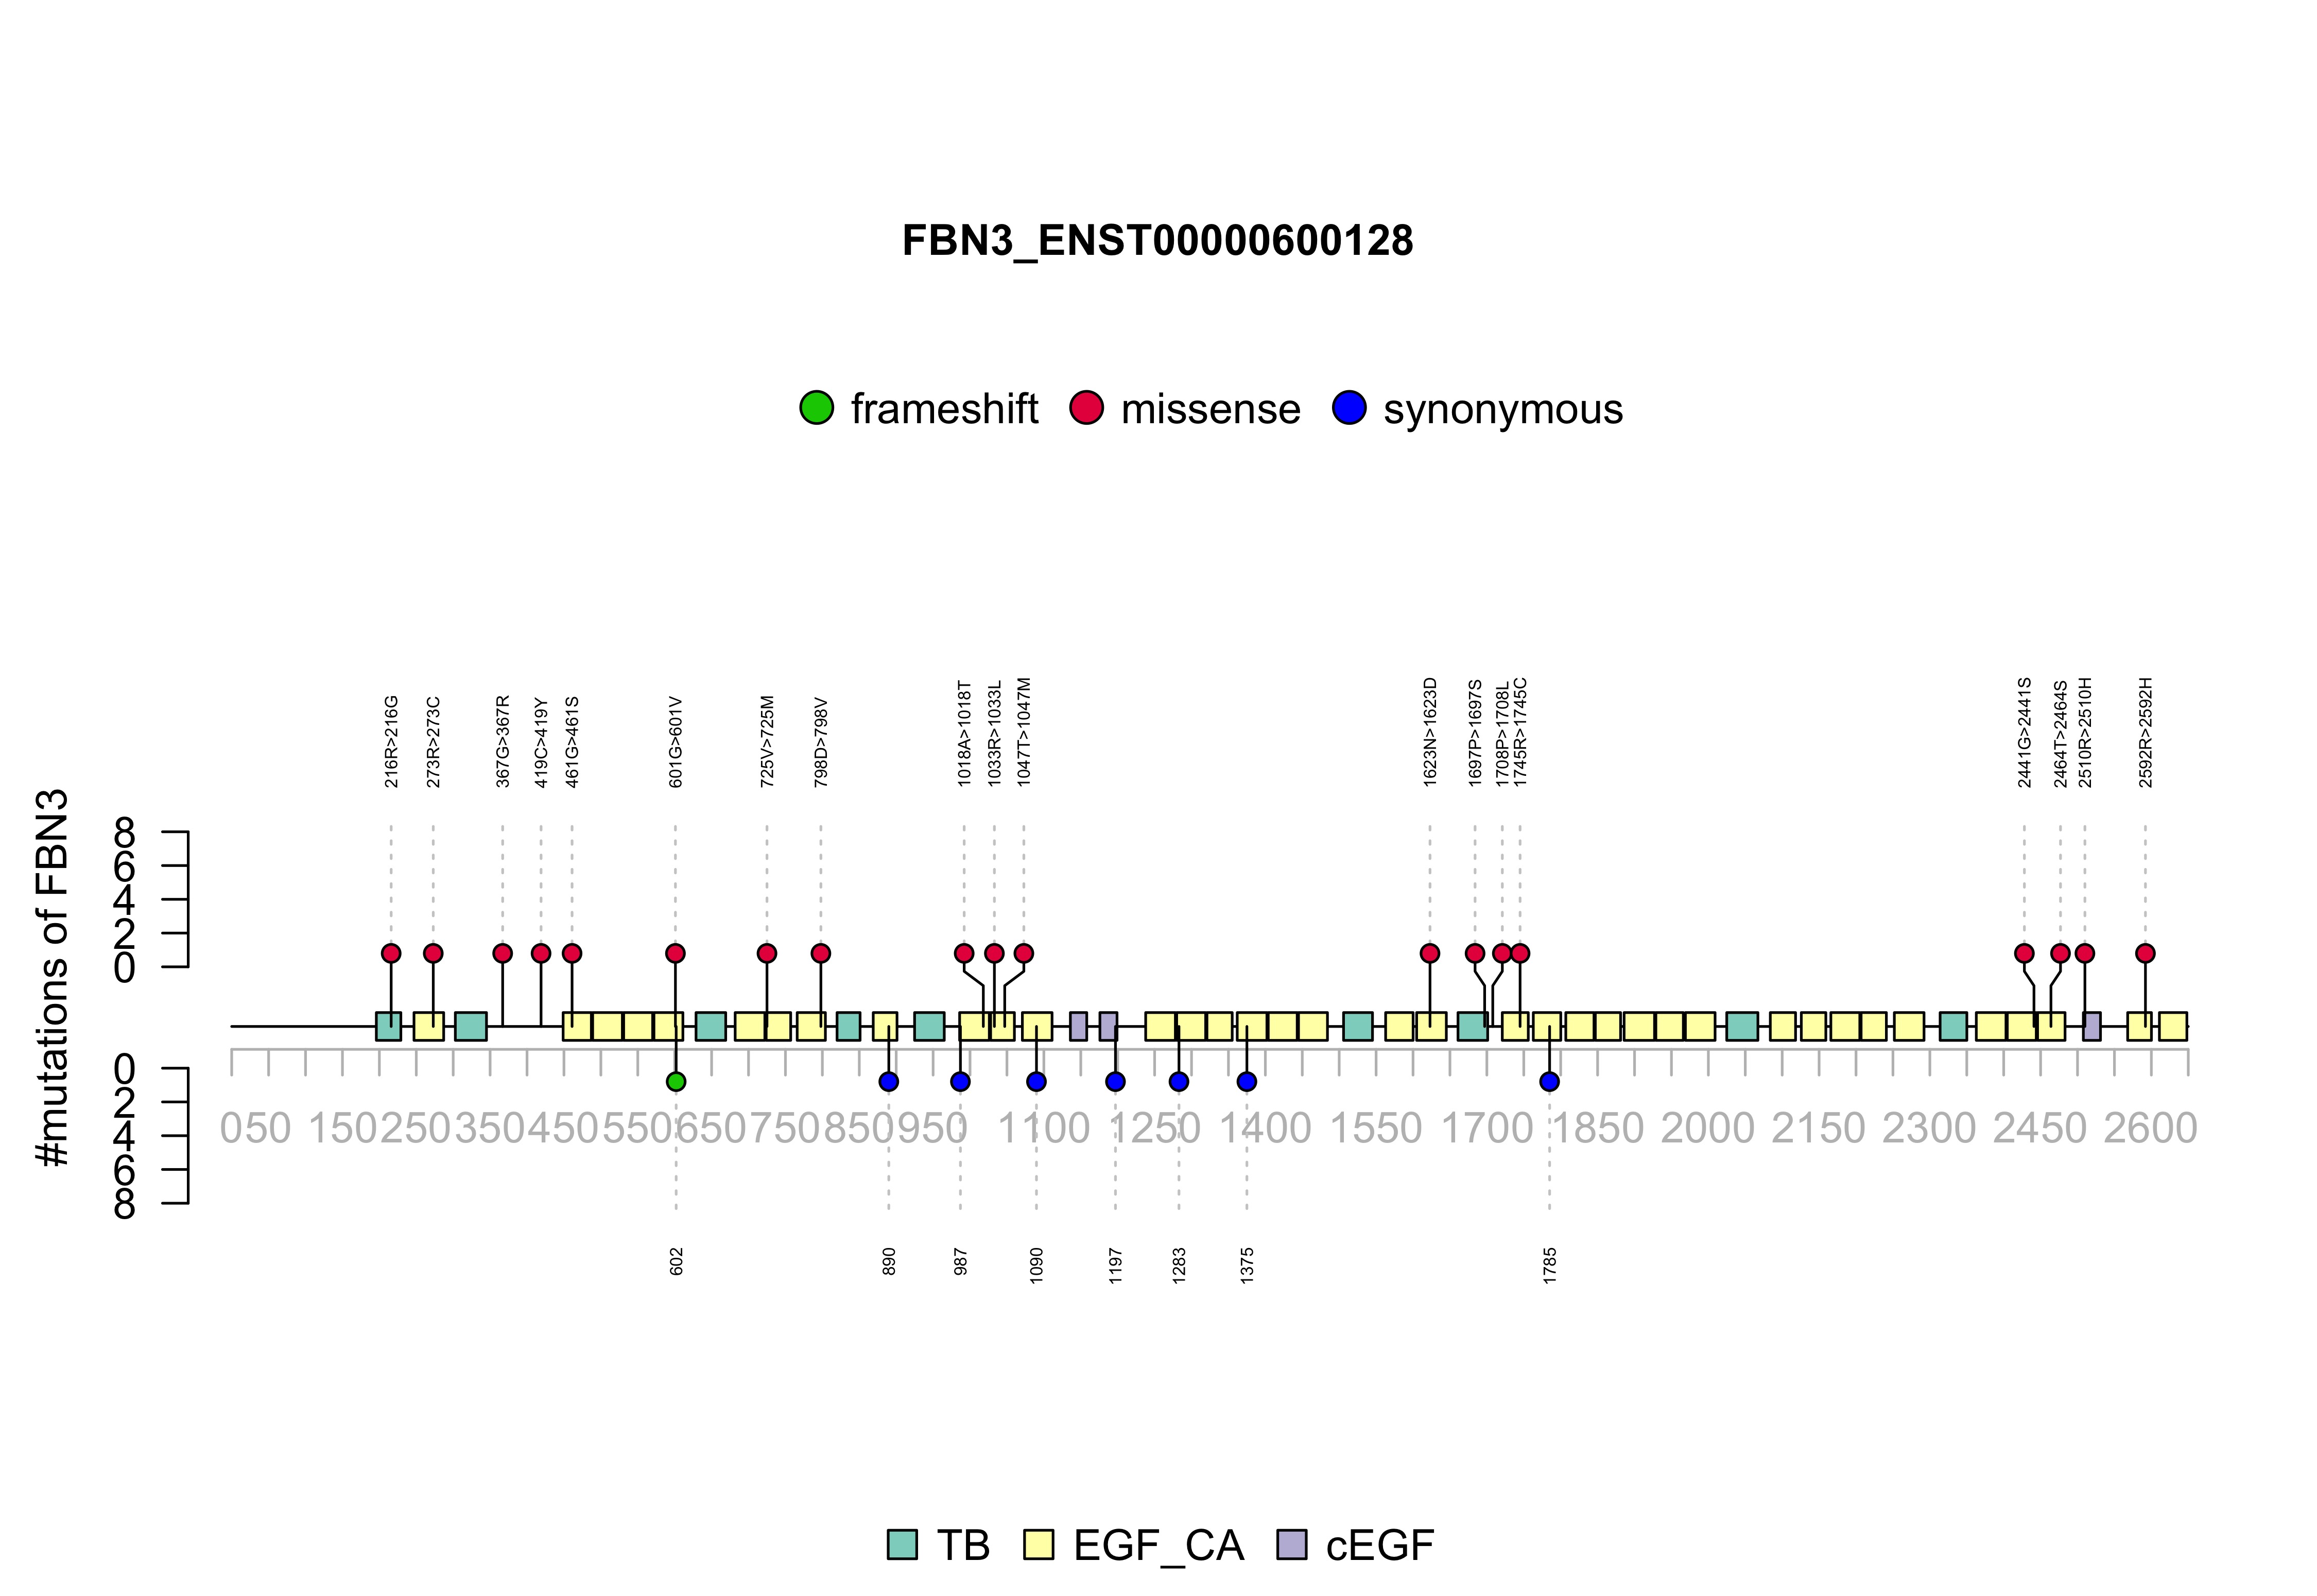 FBN3_ENST00000600128
frameshift missense synonymous
216R>216G
273R>273C
367G>367R
419C>419Y
461G>461S
601G>601V
725V>725M
798D>798V
1018A>1018T
1033R>1033L
1047T>1047M
1623N>1623D
1697P>1697S
1708P>1708L
1745R>1745C
2441G>2441S
2464T>2464S
2510R>2510H
2592R>2592H
#mutations of FBN3
8
6
4
2
0
0
2
4
6
8
0 50 150 250 350 450 550 650 750 850 950 1100 1250 1400 1550 1700 1850 2000 2150 2300 2450 2600
602
890
987
1090
1197
1283
1375
1785
TB EGF_CA cEGF